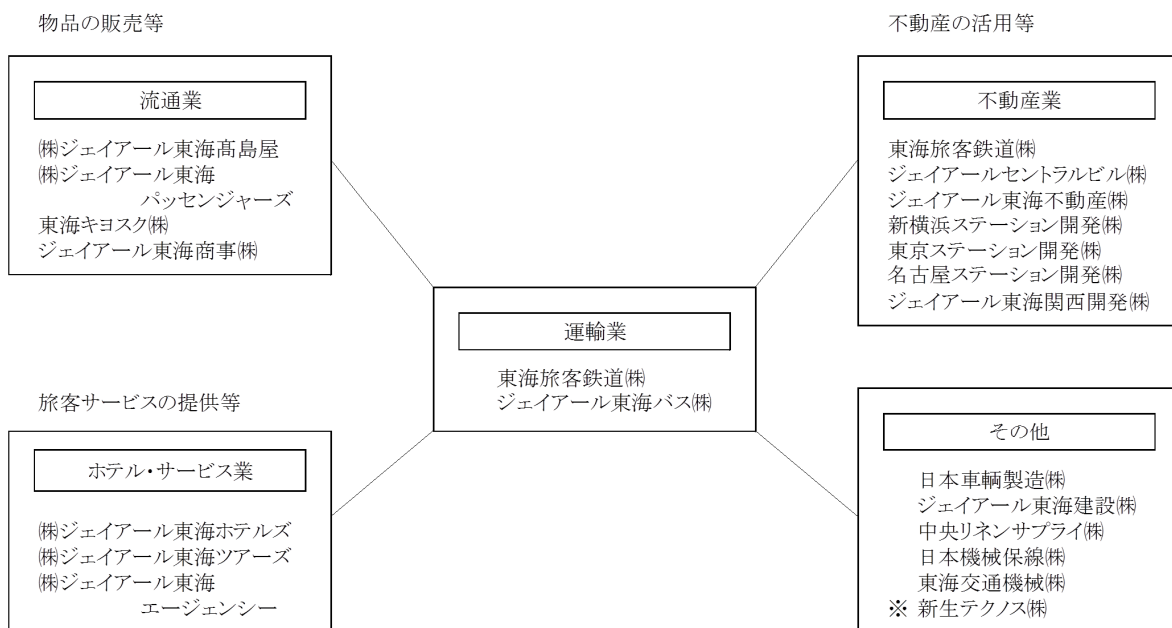 物品の販売等
流通業
㈱ジェイアール東海髙島屋
㈱ジェイアール東海
パッセンジャーズ
東海キヨスク㈱
ジェイアール東海商事㈱
不動産の活用等
不動産業
東海旅客鉄道㈱
ジェイアールセントラルビル㈱
ジェイアール東海不動産㈱
新横浜ステーション開発㈱
東京ステーション開発㈱
名古屋ステーション開発㈱
ジェイアール東海関西開発㈱
運輸業
東海旅客鉄道㈱
ジェイアール東海バス㈱
旅客サービスの提供等
ホテル・サービス業
㈱ジェイアール東海ホテルズ
㈱ジェイアール東海ツアーズ
㈱ジェイアール東海
エージェンシー
その他
日本車輌製造㈱
ジェイアール東海建設㈱
中央リネンサプライ㈱
日本機械保線㈱
東海交通機械㈱
※ 新生テクノス㈱